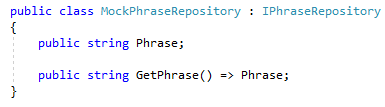 public class MockPhraseRepository : IPhraseRepository
{
    public string Phrase;
    public string GetPhrase() => Phrase;
}